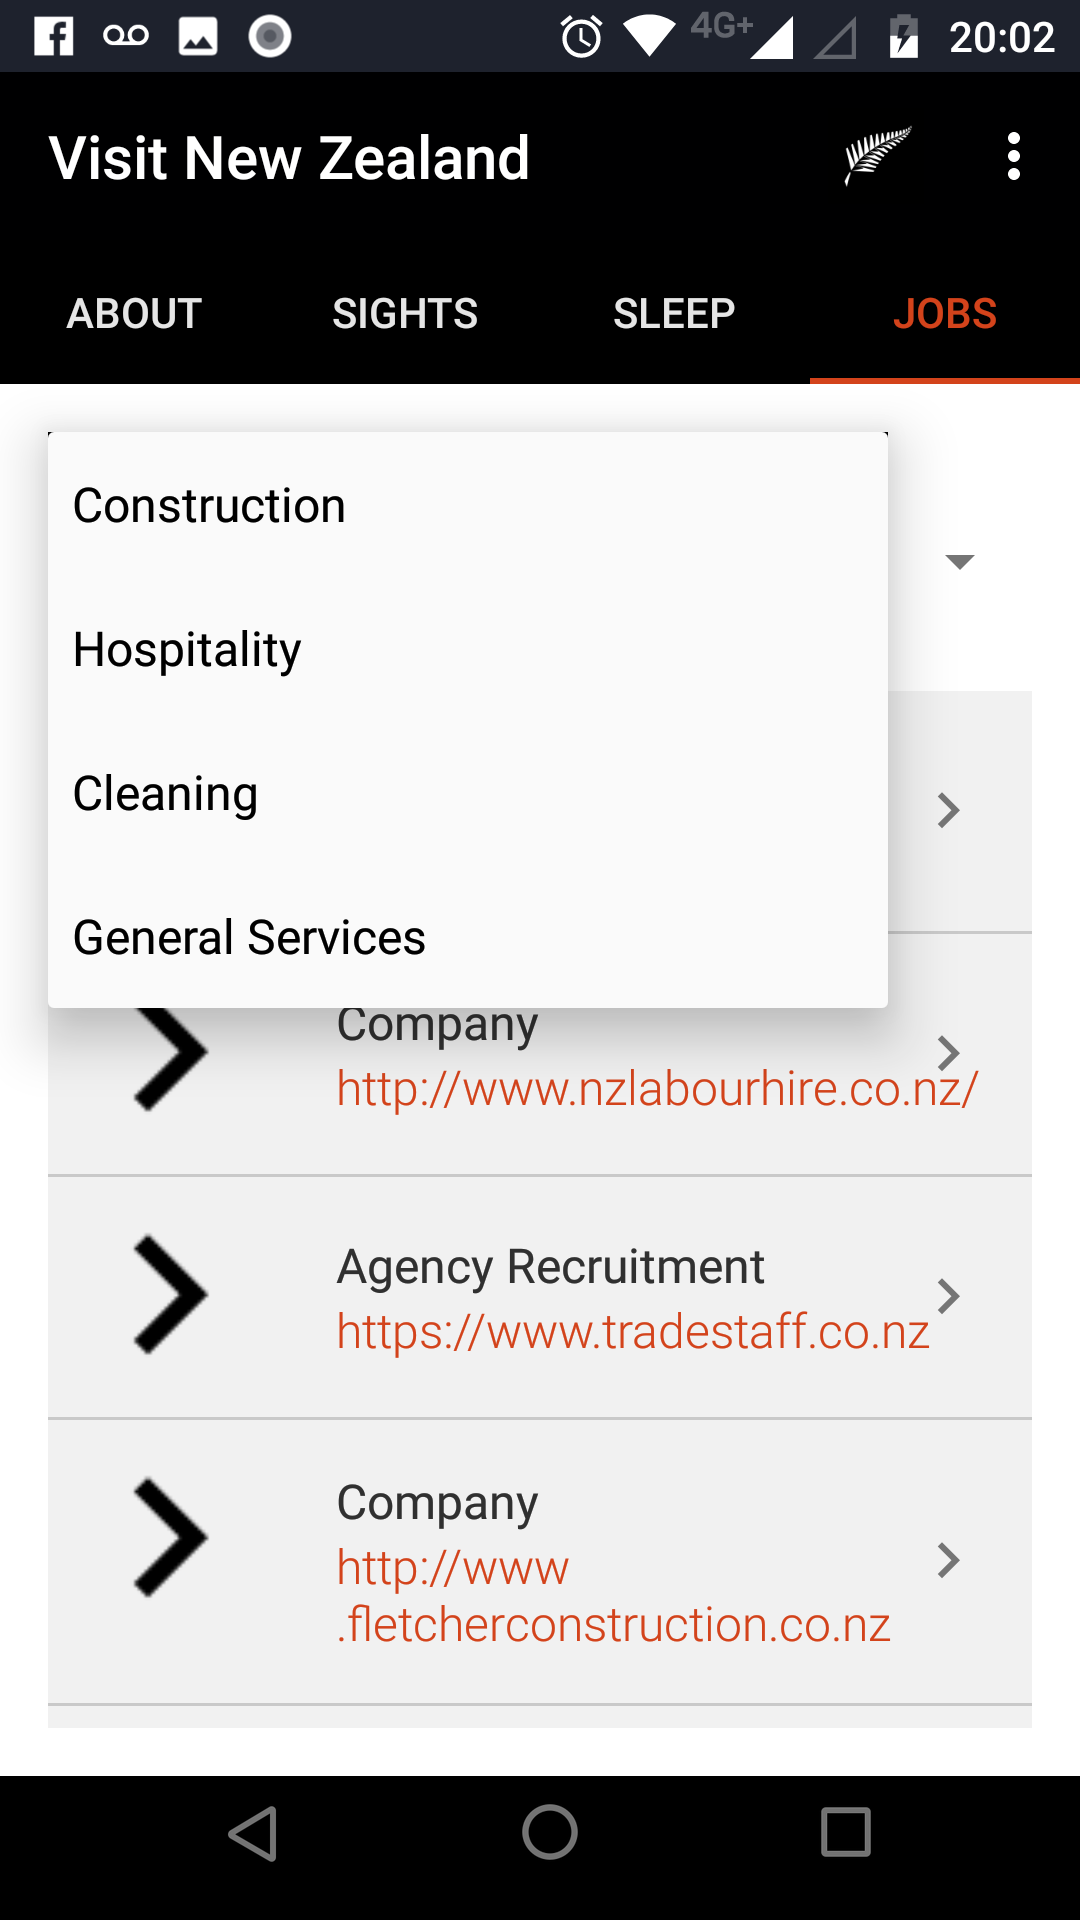 4G+ 20:02
Visit New Zealand
ABOUT SIGHTS SLEEP JOBS
Construction
Hospitality
Cleaning
General Services
Company
http://www.nzlabourhire.co.nz/
Agency Recruitment
https://www.tradestaff.co.nz
Company
http://www
.fletcherconstruction.co.nz